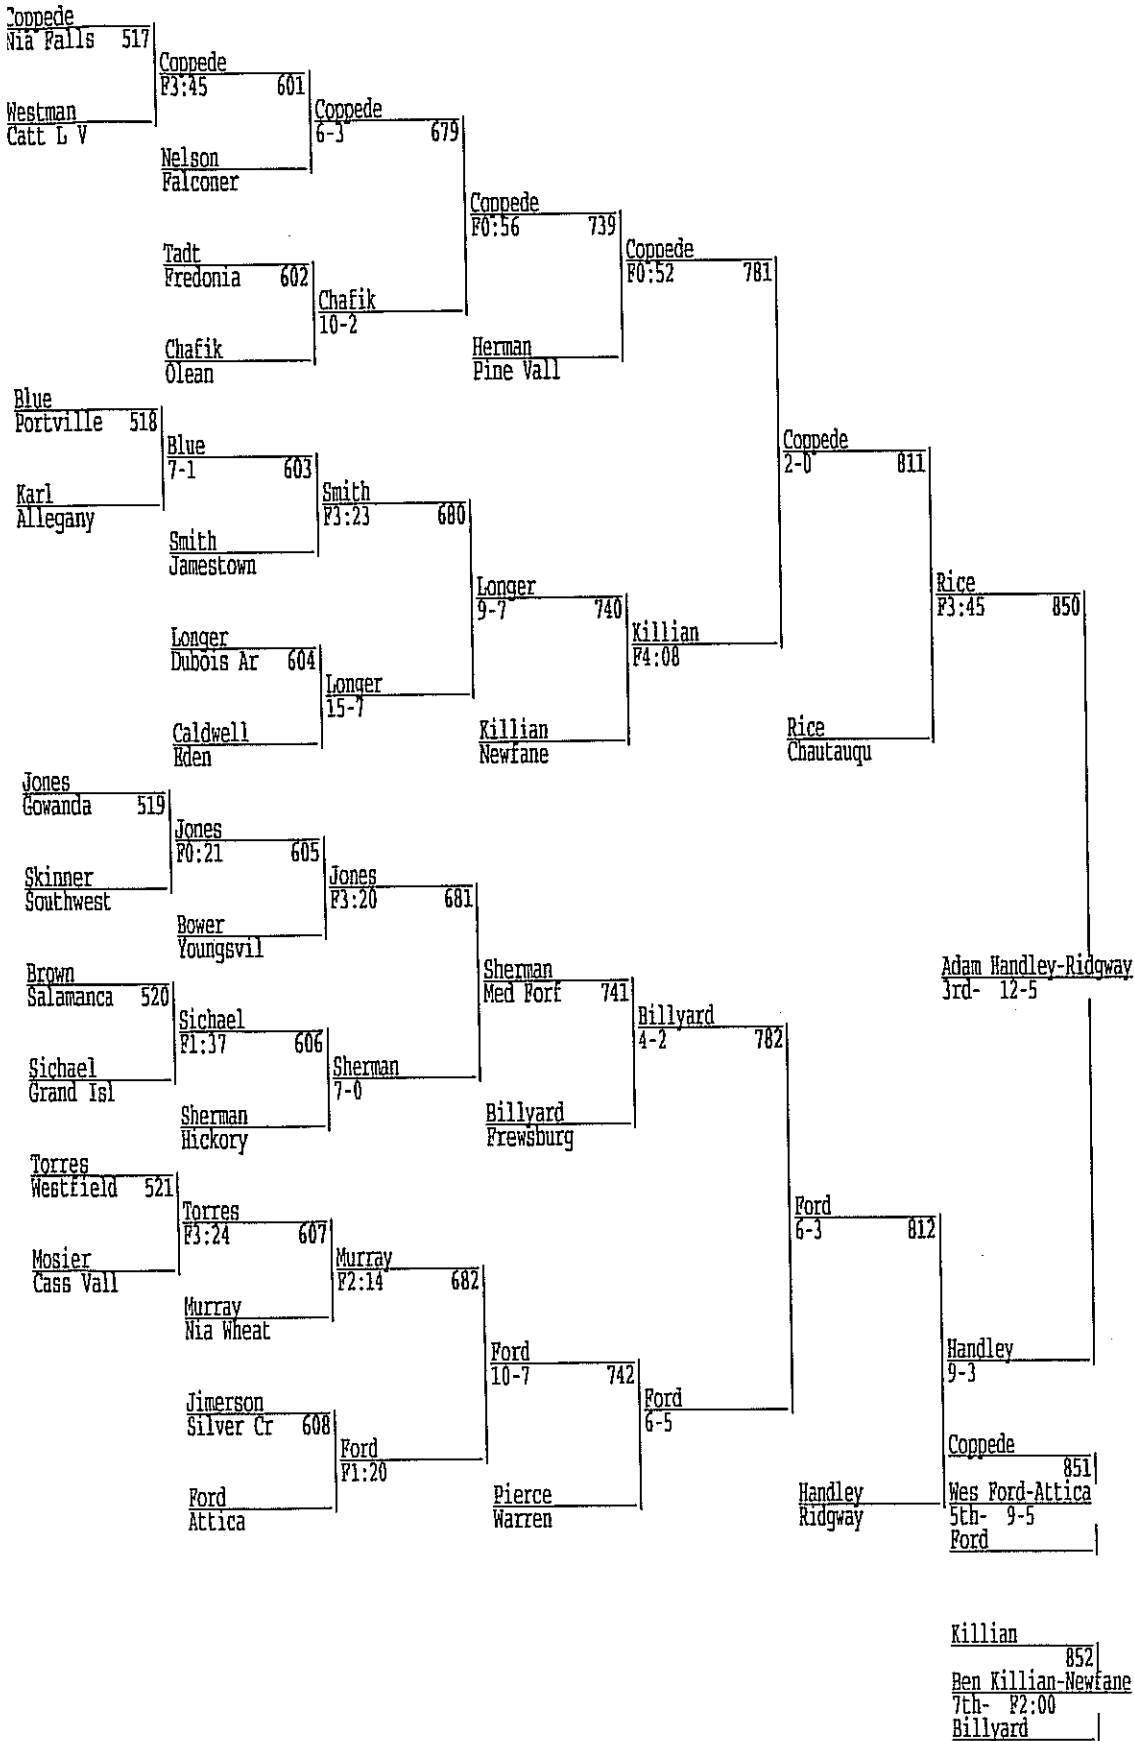 Coppede
Nia Falls 517
Coppede
F3:45 601
Westman
Catt L V
Coppede
6-3 679
Nelson
Falconer
Coppede
F0:56 739
Tadt
Fredonia 602
Coppede
F0:52 781
Chafik
10-2
Chafik
Olean
Herman
Pine Vall
Blue
Portville 518
Blue
7-1 603
Coppede
2-0 811
Karl
Allegany
Smith
F3:23 680
Smith
Jamestown
Longer
9-7 740
Rice
F3:45 850
Longer
Dubois Ar 604
Killian
F4:08
Longer
15-7
Caldwell
Eden
Killian
Newfane
Rice
Chautauqu
Jones
Gowanda 519
Jones
F0:21 605
Skinner
Southwest
Jones
F3:20 681
Bower
Youngsvil
Brown
Salamanca 520
Sherman
Med Forf 741
Adam Handley-Ridgway
3rd- 12-5
Sichael
F1:37 606
Billyard
4-2 782
Sichael
Grand Isl
Sherman
7-0
Sherman
Hickory
Billyard
Frewsburg
Torres
Westfield 521
Torres
F3:24 607
Ford
6-3 812
Mosier
Cass Vall
Murray
F2:14 682
Murray
Nia Wheat
Ford
10-7 742
Handley
9-3
Jimerson
Silver Cr 608
Ford
6-5
Ford
F1:20
Coppede
851
Ford
Attica
Pierce
Warren
Handley
Ridgway
Wes Ford-Attica
5th- 9-5
Ford
Killian
852
Ben Killian-Newfane
7th- F2:00
Billyard